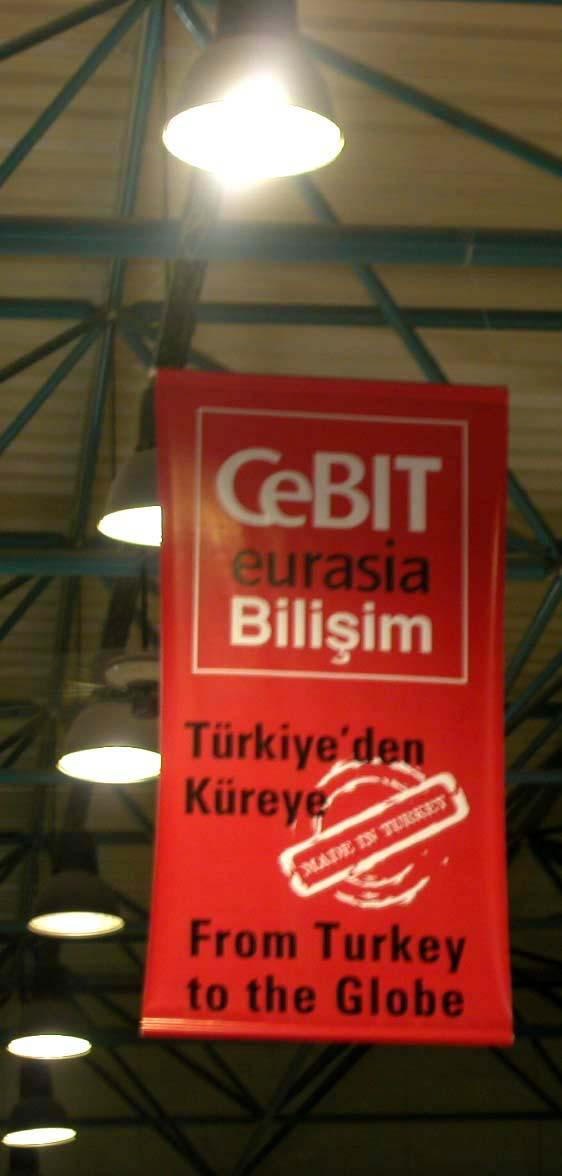 CeBIT
eurasia
Bilişim
Türkiye'den
Küreye
MADE IN TURKEY
From Turkey
to the Globe